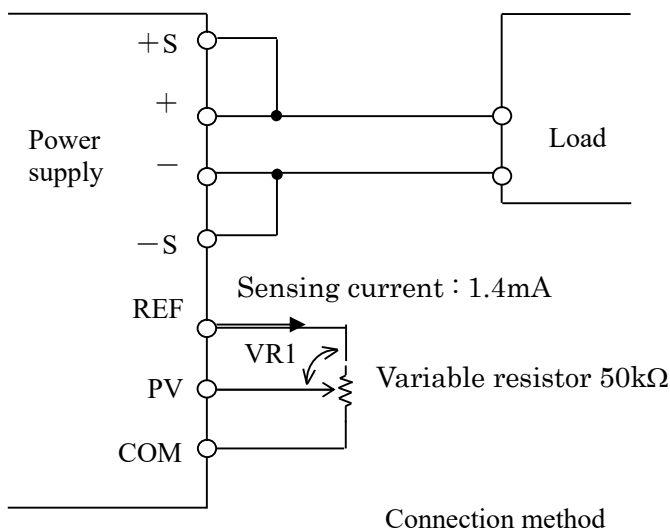 +S
+
Power
supply
Load
−
−S
Sensing current : 1.4mA
REF
VR1
PV
Variable resistor 50kΩ
COM
Connection method